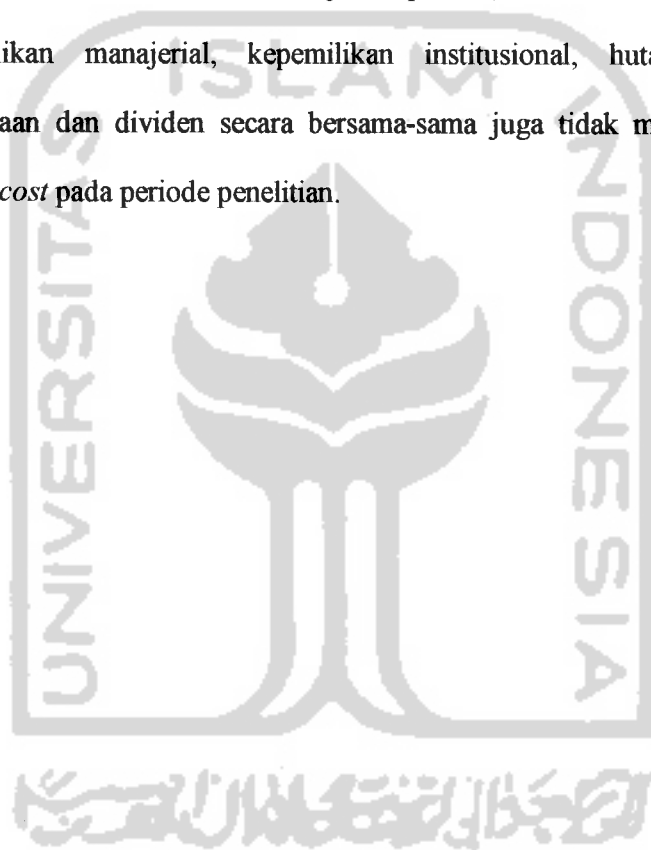 ikan manajerial, kepemilikan institusional, huta
aan dan dividen secara bersama-sama juga tidak m
cost pada periode penelitian.
ISLAM
UNIVERSITAS
INDONESIA